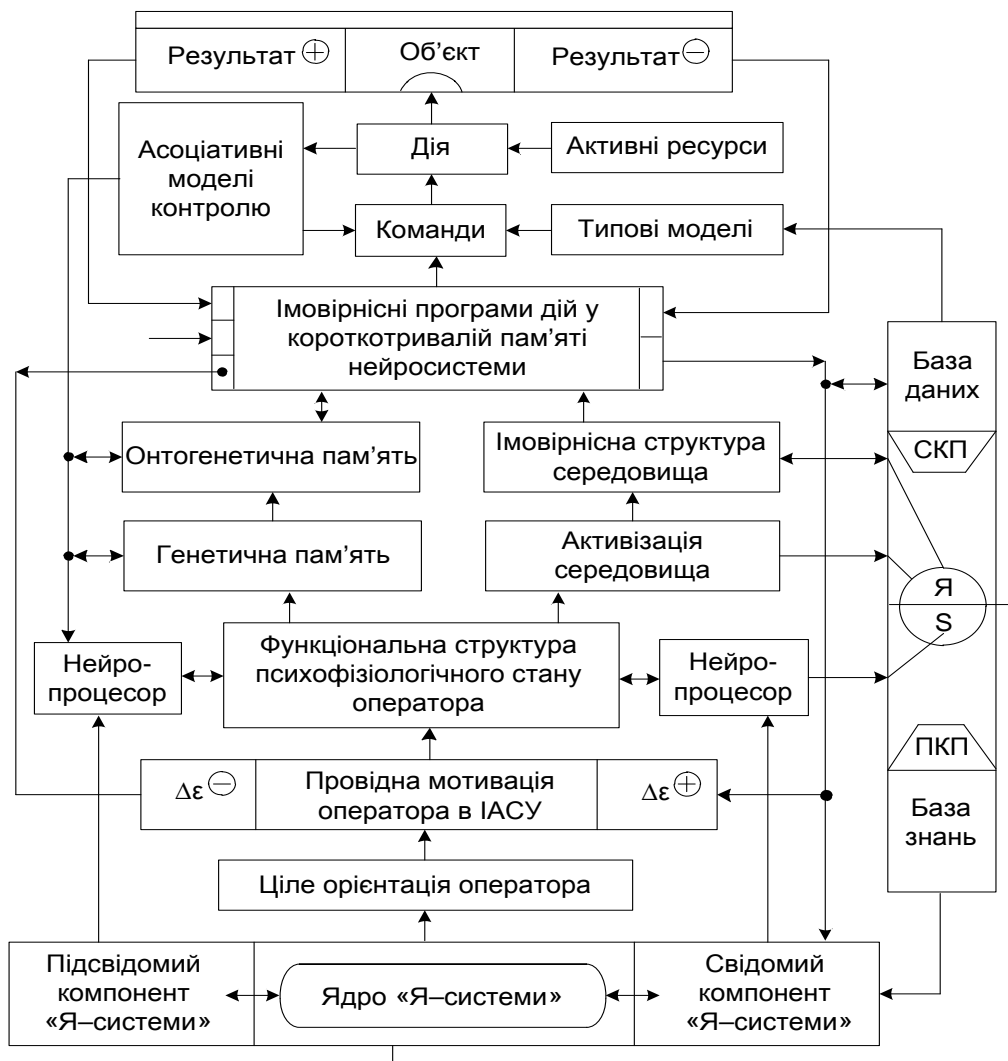 Результат ⊕
Об’єкт
Результат ⊖
Асоціативні
моделі
контролю
Дія
Активні ресурси
Команди
Типові моделі
Імовірнісні програми дій у
короткотривалій пам’яті
нейросистеми
База
даних
СКП
Онтогенетична пам’ять
Імовірнісна структура
середовища
Генетична пам’ять
Активізація
середовища
Я
S
Нейро-
процесор
Функціональна структура
психофізіологічного стану
оператора
Нейро-
процесор
ПКП
База
знань
Δε ⊖
Провідна мотивація
оператора в ІАСУ
Δε ⊕
Ціле орієнтація оператора
Підсвідомий
компонент
«Я–системи»
Ядро «Я–системи»
Свідомий
компонент
«Я–системи»